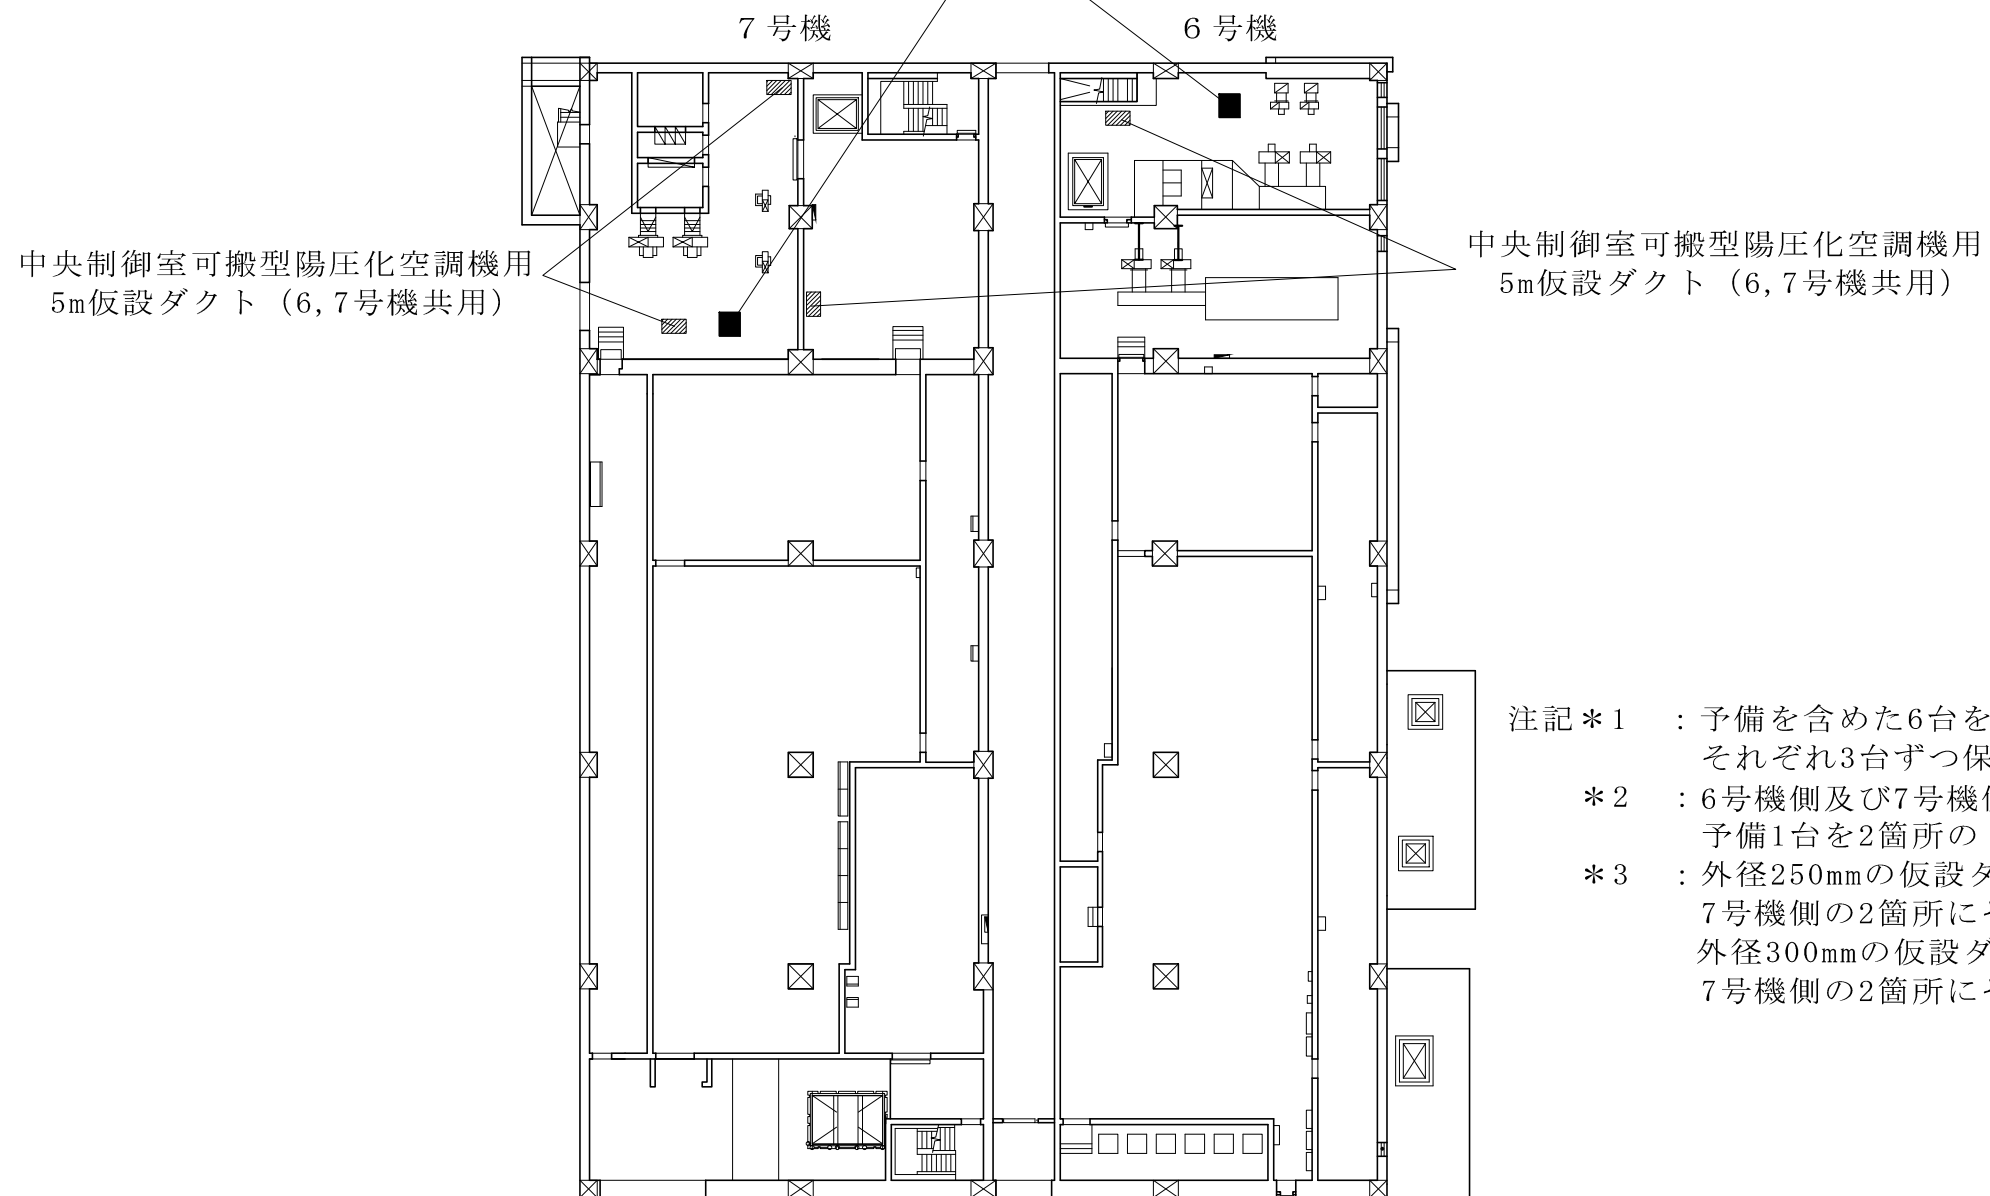 ７号機
６号機
中央制御室可搬型陽圧化空調機用
5m仮設ダクト（6,7号機共用）
中央制御室可搬型陽圧化空調機用
5m仮設ダクト（6,7号機共用）
注記＊1　：予備を含めた6台を
それぞれ3台ずつ保
＊2　：6号機側及び7号機
予備1台を2箇所の
＊3　：外径250mmの仮設ダ
7号機側の2箇所に
外径300mmの仮設ダ
7号機側の2箇所に